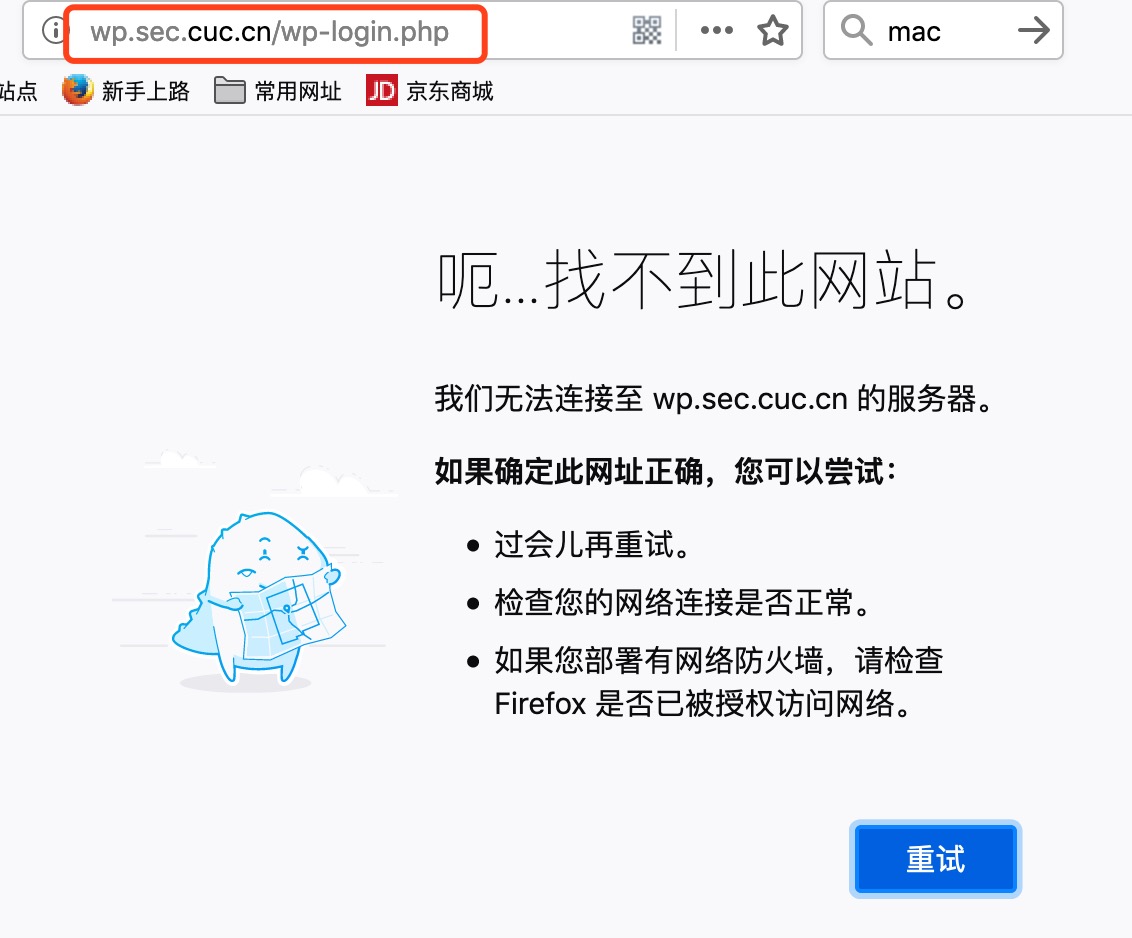 wp.sec.cuc.cn/wp-login.php
mac
站点
新手上路
常用网址
JD 京东商城
呃...找不到此网站。
我们无法连接至 wp.sec.cuc.cn 的服务器。
如果确定此网址正确，您可以尝试：
• 过会儿再重试。
• 检查您的网络连接是否正常。
• 如果您部署有网络防火墙，请检查
Firefox 是否已被授权访问网络。
重试